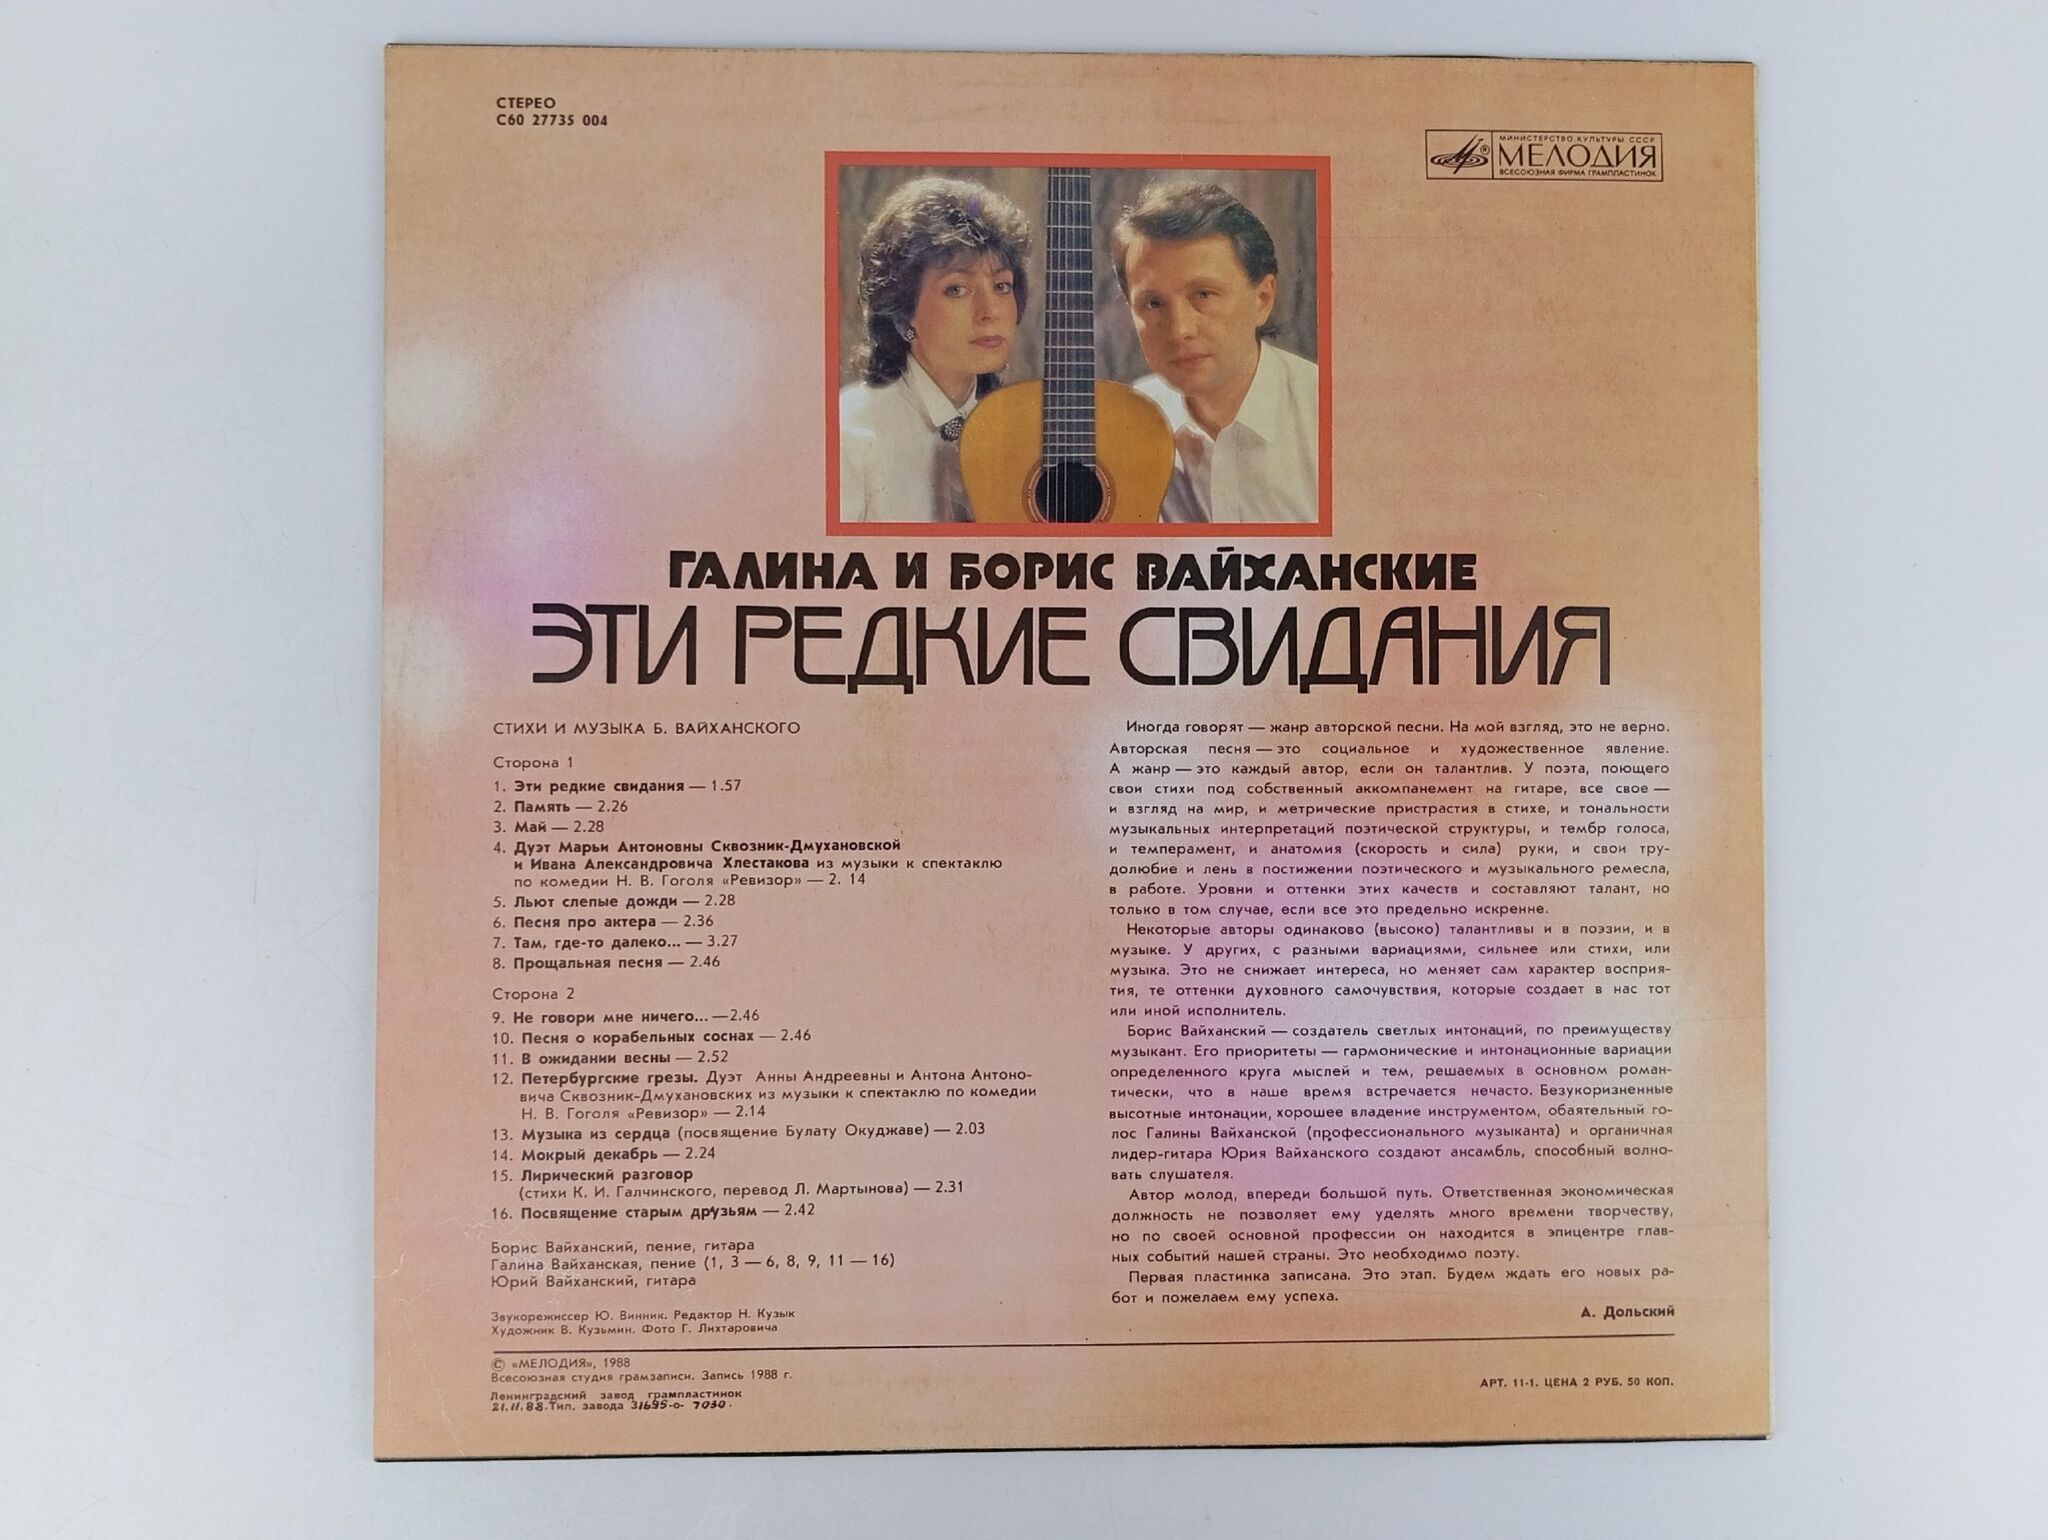 СТЕРЕО
С60 27735 004
МИНИСТЕРСТВО КУЛЬТУРЫ СССР
МЕЛОДИЯ
ВСЕСОЮЗНАЯ ФИРМА ГРАМПЛАСТИНОК
ГАЛИНА И БОРИС ВАЙХАНСКИЕ
ЭТИ РЕДКИЕ СВИДАНИЯ
СТИХИ И МУЗЫКА Б. ВАЙХАНСКОГО
Сторона 1
1. Эти редкие свидания — 1.57
2. Память — 2.26
3. Май — 2.28
4. Дуэт Марьи Антоновны Сквозник-Дмухановской
и Ивана Александровича Хлестакова из музыки к спектаклю
по комедии Н. В. Гоголя «Ревизор» — 2. 14
5. Льют слепые дожди — 2.28
6. Песня про актера — 2.36
7. Там, где-то далеко... — 3.27
8. Прощальная песня — 2.46
Сторона 2
9. Не говори мне ничего... —2.46
10. Песня о корабельных соснах — 2.46
11. В ожидании весны — 2.52
12. Петербургские грезы. Дуэт Анны Андреевны и Антона Антоно-
вича Сквозник-Дмухановских из музыки к спектаклю по комедии
Н. В. Гоголя «Ревизор» — 2.14
13. Музыка из сердца (посвящение Булату Окуджаве) — 2.03
14. Мокрый декабрь — 2.24
15. Лирический разговор
(стихи К. И. Галчинского, перевод Л. Мартынова) — 2.31
16. Посвящение старым друзьям — 2.42
Борис Вайханский, пение, гитара
Галина Вайханская, пение (1, 3 — 6, 8, 9, 11 — 16)
Юрий Вайханский, гитара
Звукорежиссер Ю. Винник. Редактор Н. Кузык
Художник В. Кузьмин. Фото Г. Лихтаровича
© «МЕЛОДИЯ», 1988
Всесоюзная студия грамзаписи. Запись 1988 г.
Ленинградский завод грампластинок
21.11.88. Тип. завода 31695-о- 7030.
Иногда говорят — жанр авторской песни. На мой взгляд, это не верно.
Авторская песня — это социальное и художественное явление.
А жанр — это каждый автор, если он талантлив. У поэта, поющего
свои стихи под собственный аккомпанемент на гитаре, все свое —
и взгляд на мир, и метрические пристрастия в стихе, и тональности
музыкальных интерпретаций поэтической структуры, и тембр голоса,
и темперамент, и анатомия (скорость и сила) руки, и свои тру-
долюбие и лень в постижении поэтического и музыкального ремесла,
в работе. Уровни и оттенки этих качеств и составляют талант, но
только в том случае, если все это предельно искренне.
Некоторые авторы одинаково (высоко) талантливы и в поэзии, и в
музыке. У других, с разными вариациями, сильнее или стихи, или
музыка. Это не снижает интереса, но меняет сам характер восприя-
тия, те оттенки духовного самочувствия, которые создает в нас тот
или иной исполнитель.
Борис Вайханский — создатель светлых интонаций, по преимуществу
музыкант. Его приоритеты — гармонические и интонационные вариации
определенного круга мыслей и тем, решаемых в основном роман-
тически, что в наше время встречается нечасто. Безукоризненные
высотные интонации, хорошее владение инструментом, обаятельный го-
лос Галины Вайханской (профессионального музыканта) и органичная
лидер-гитара Юрия Вайханского создают ансамбль, способный волно-
вать слушателя.
Автор молод, впереди большой путь. Ответственная экономическая
должность не позволяет ему уделять много времени творчеству,
но по своей основной профессии он находится в эпицентре глав-
ных событий нашей страны. Это необходимо поэту.
Первая пластинка записана. Это этап. Будем ждать его новых ра-
бот и пожелаем ему успеха.
А. Дольский
АРТ. 11-1. ЦЕНА 2 РУБ. 50 КОП.